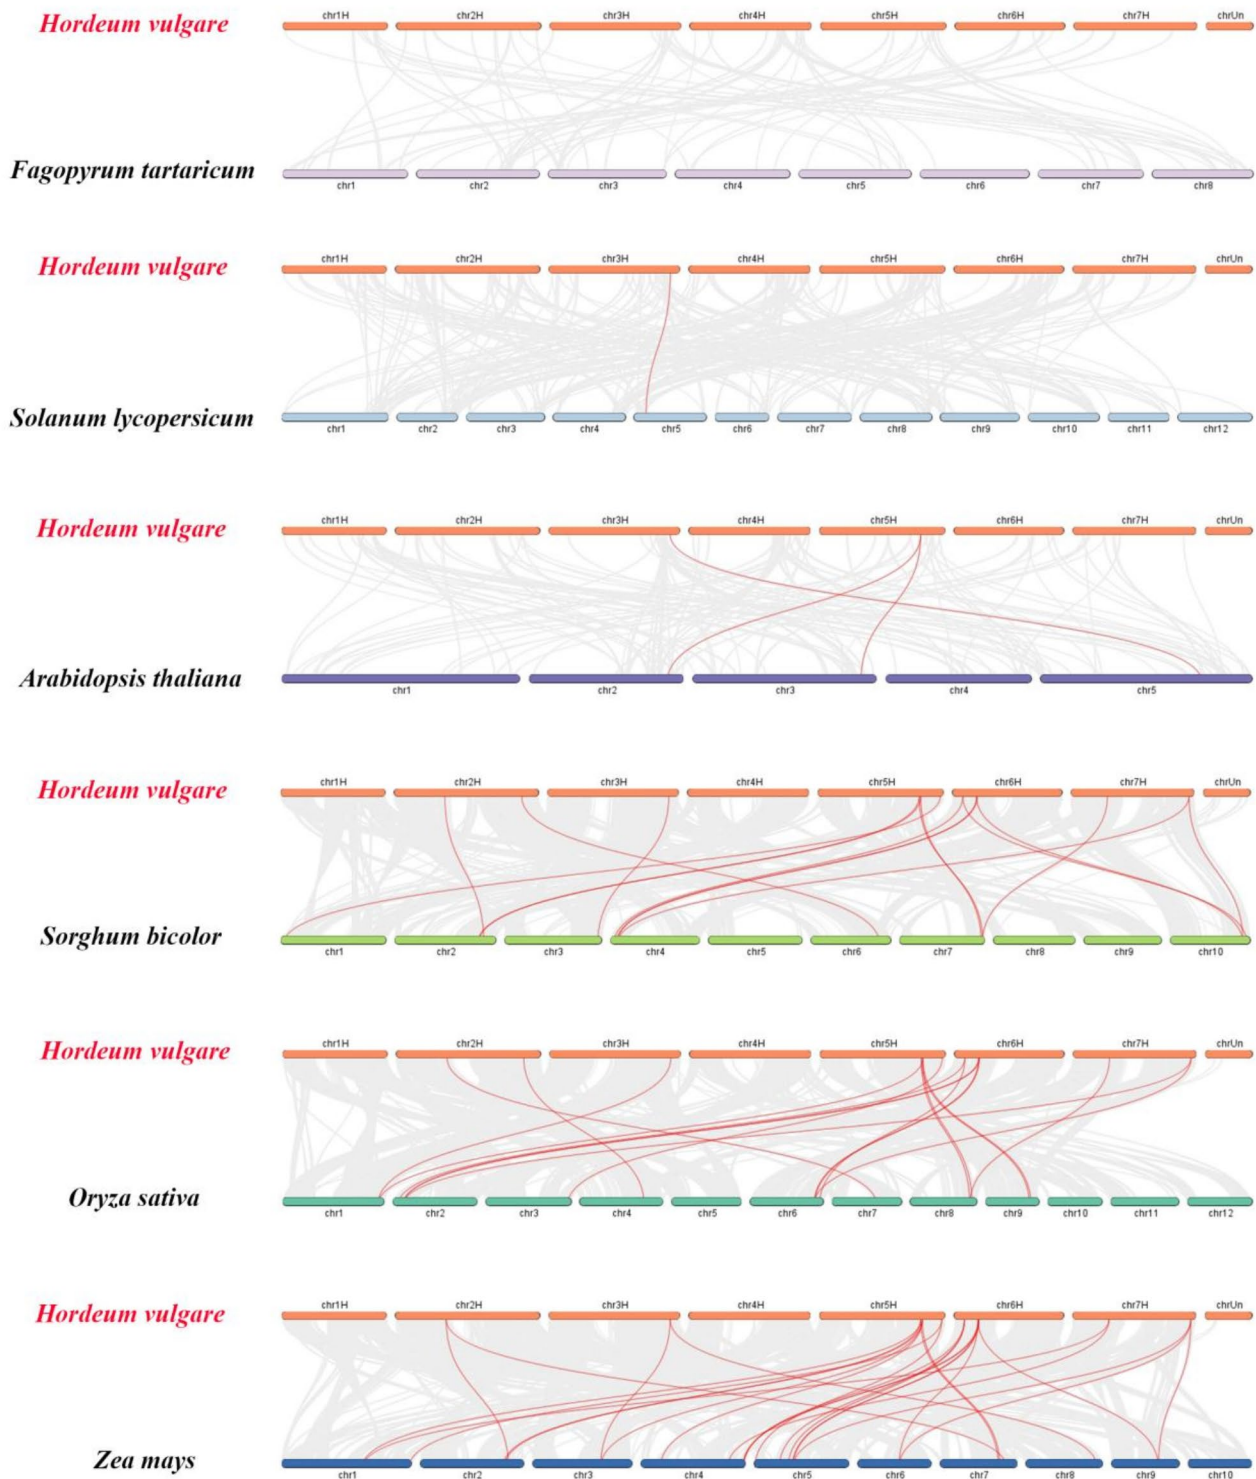 chr1H chr2H chr3H chr4H chr5H chr6H chr7H chrUn
Hordeum vulgare
Fagopyrum tartaricum
chr1 chr2 chr3 chr4 chr5 chr6 chr7 chr8
chr1H chr2H chr3H chr4H chr5H chr6H chr7H chrUn
Hordeum vulgare
Solanum lycopersicum
chr1 chr2 chr3 chr4 chr5 chr6 chr7 chr8 chr9 chr10 chr11 chr12
chr1H chr2H chr3H chr4H chr5H chr6H chr7H chrUn
Hordeum vulgare
Arabidopsis thaliana
chr1 chr2 chr3 chr4 chr5
chr1H chr2H chr3H chr4H chr5H chr6H chr7H chrUn
Hordeum vulgare
Sorghum bicolor
chr1 chr2 chr3 chr4 chr5 chr6 chr7 chr8 chr9 chr10
chr1H chr2H chr3H chr4H chr5H chr6H chr7H chrUn
Hordeum vulgare
Oryza sativa
chr1 chr2 chr3 chr4 chr5 chr6 chr7 chr8 chr9 chr10 chr11 chr12
chr1H chr2H chr3H chr4H chr5H chr6H chr7H chrUn
Hordeum vulgare
Zea mays
chr1 chr2 chr3 chr4 chr5 chr6 chr7 chr8 chr9 chr10